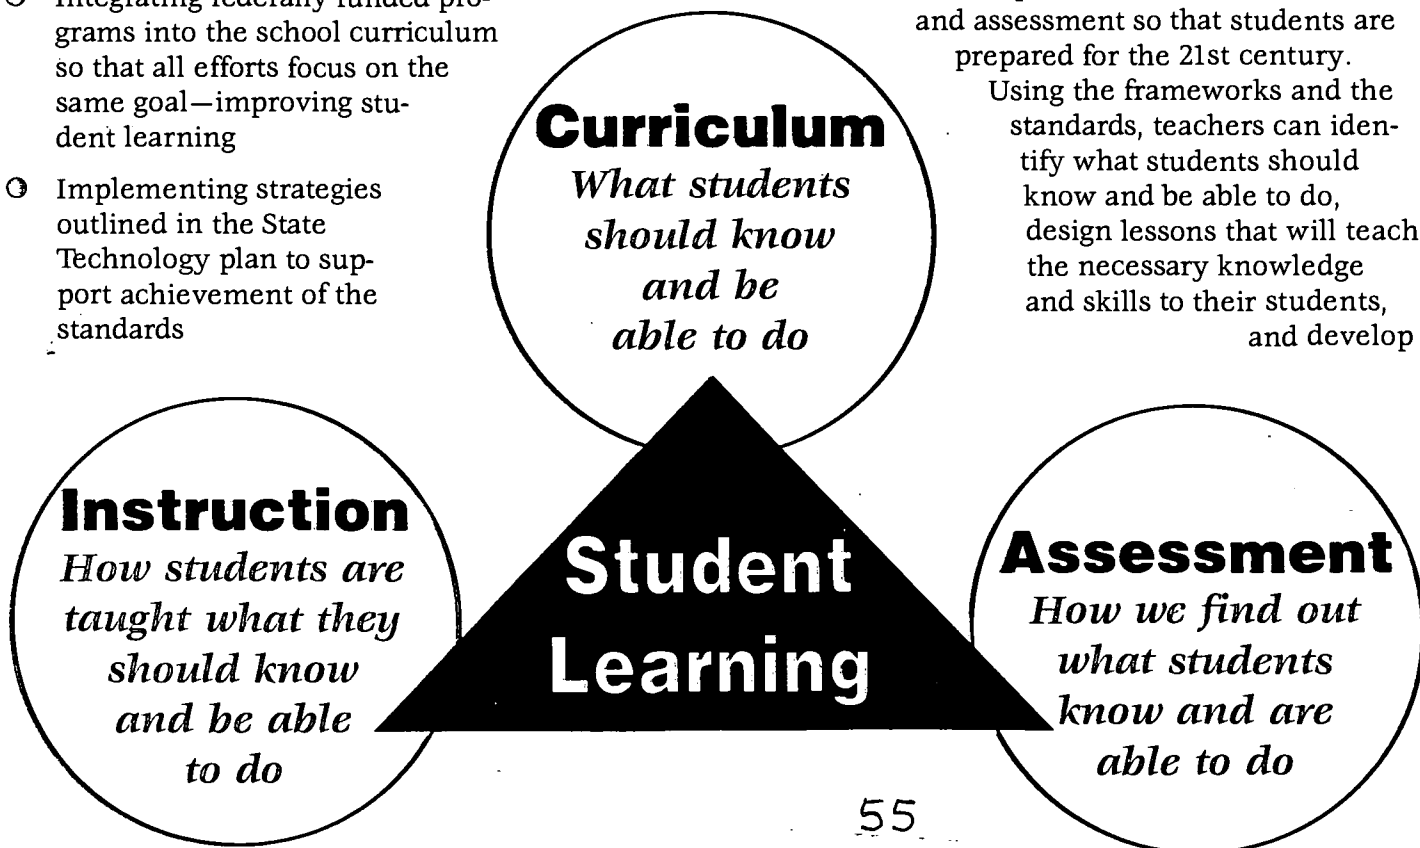 Integrating federally funded pro-
grams into the school curriculum
so that all efforts focus on the
same goal—improving stu-
dent learning
Implementing strategies
outlined in the State
Technology plan to sup-
port achievement of the
standards
and assessment so that students are
prepared for the 21st century.
Using the frameworks and the
standards, teachers can iden-
tify what students should
know and be able to do,
design lessons that will teach
the necessary knowledge
and skills to their students,
and develop
Curriculum
What students
should know
and be
able to do
Instruction
How students are
taught what they
should know
and be able
to do
Student
Learning
Assessment
How we find out
what students
know and are
able to do
55